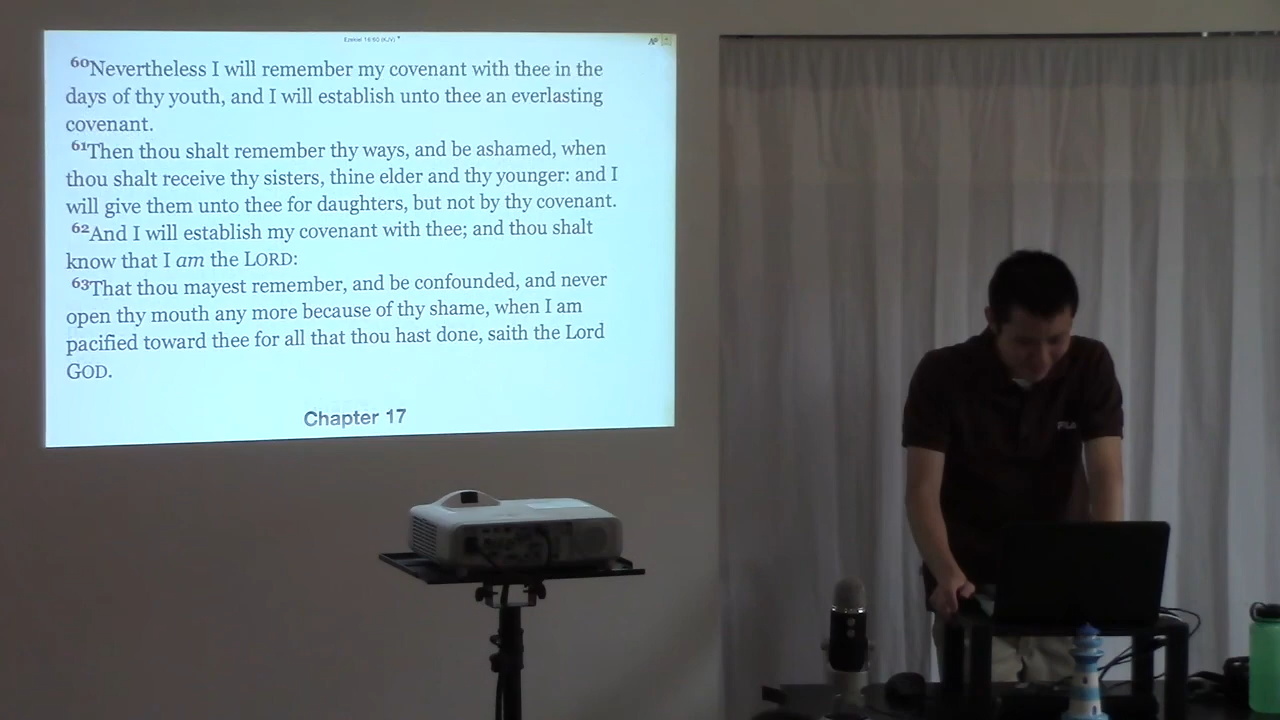 Ezekiel 16:60 (KJV)
60Nevertheless I will remember my covenant with thee in the
days of thy youth, and I will establish unto thee an everlasting
covenant.
61Then thou shalt remember thy ways, and be ashamed, when
thou shalt receive thy sisters, thine elder and thy younger: and I
will give them unto thee for daughters, but not by thy covenant.
62And I will establish my covenant with thee; and thou shalt
know that I am the LORD:
63That thou mayest remember, and be confounded, and never
open thy mouth any more because of thy shame, when I am
pacified toward thee for all that thou hast done, saith the Lord
GOD.
Chapter 17
FILA